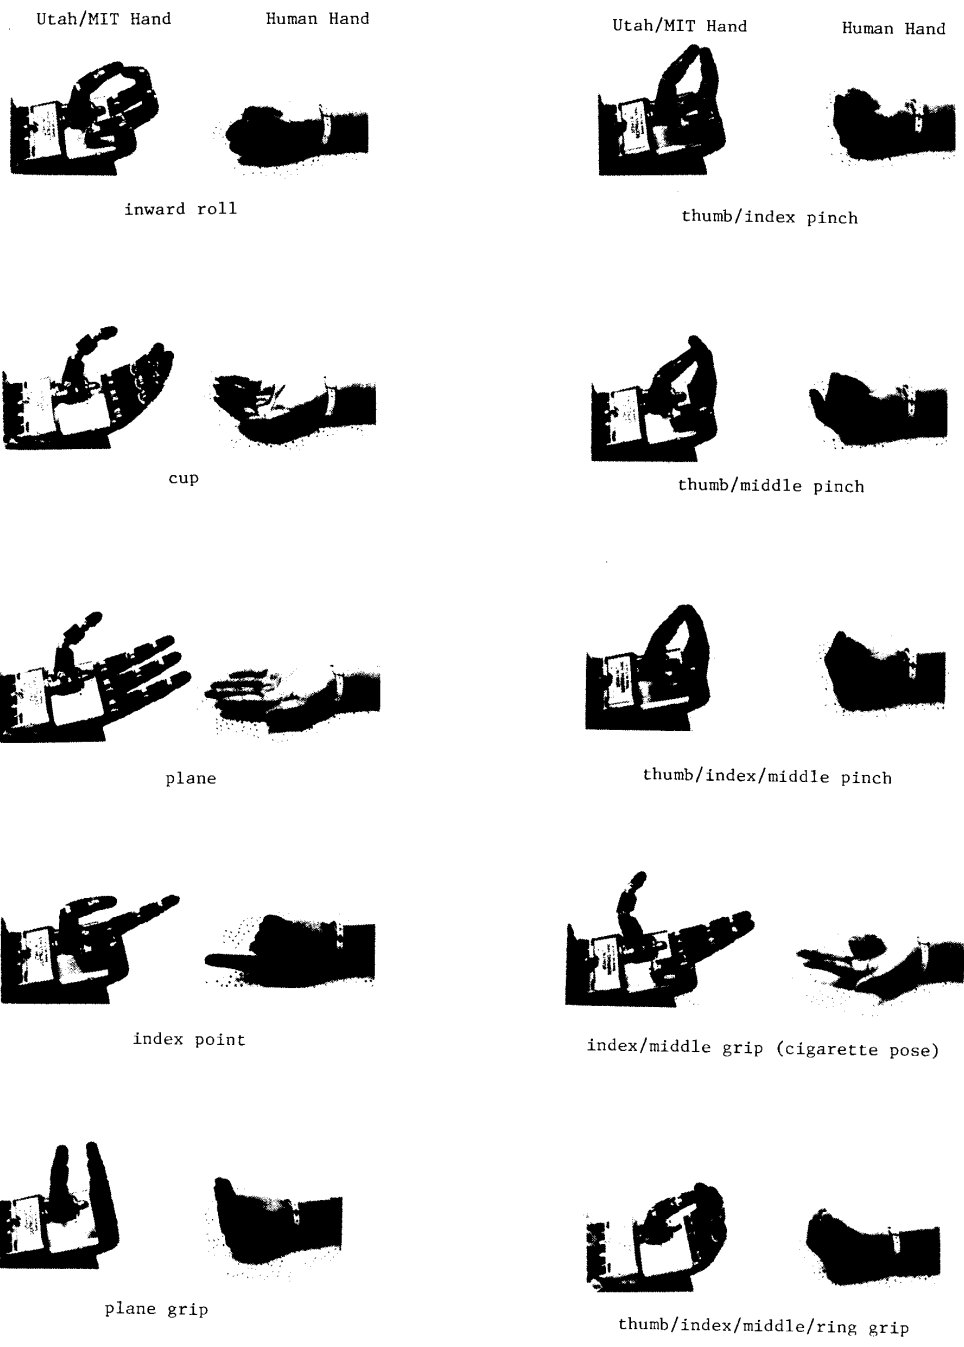 Utah/MIT Hand Human Hand
inward roll
cup
plane
index point
plane grip
Utah/MIT Hand Human Hand
thumb/index pinch
thumb/middle pinch
thumb/index/middle pinch
index/middle grip (cigarette pose)
thumb/index/middle/ring grip